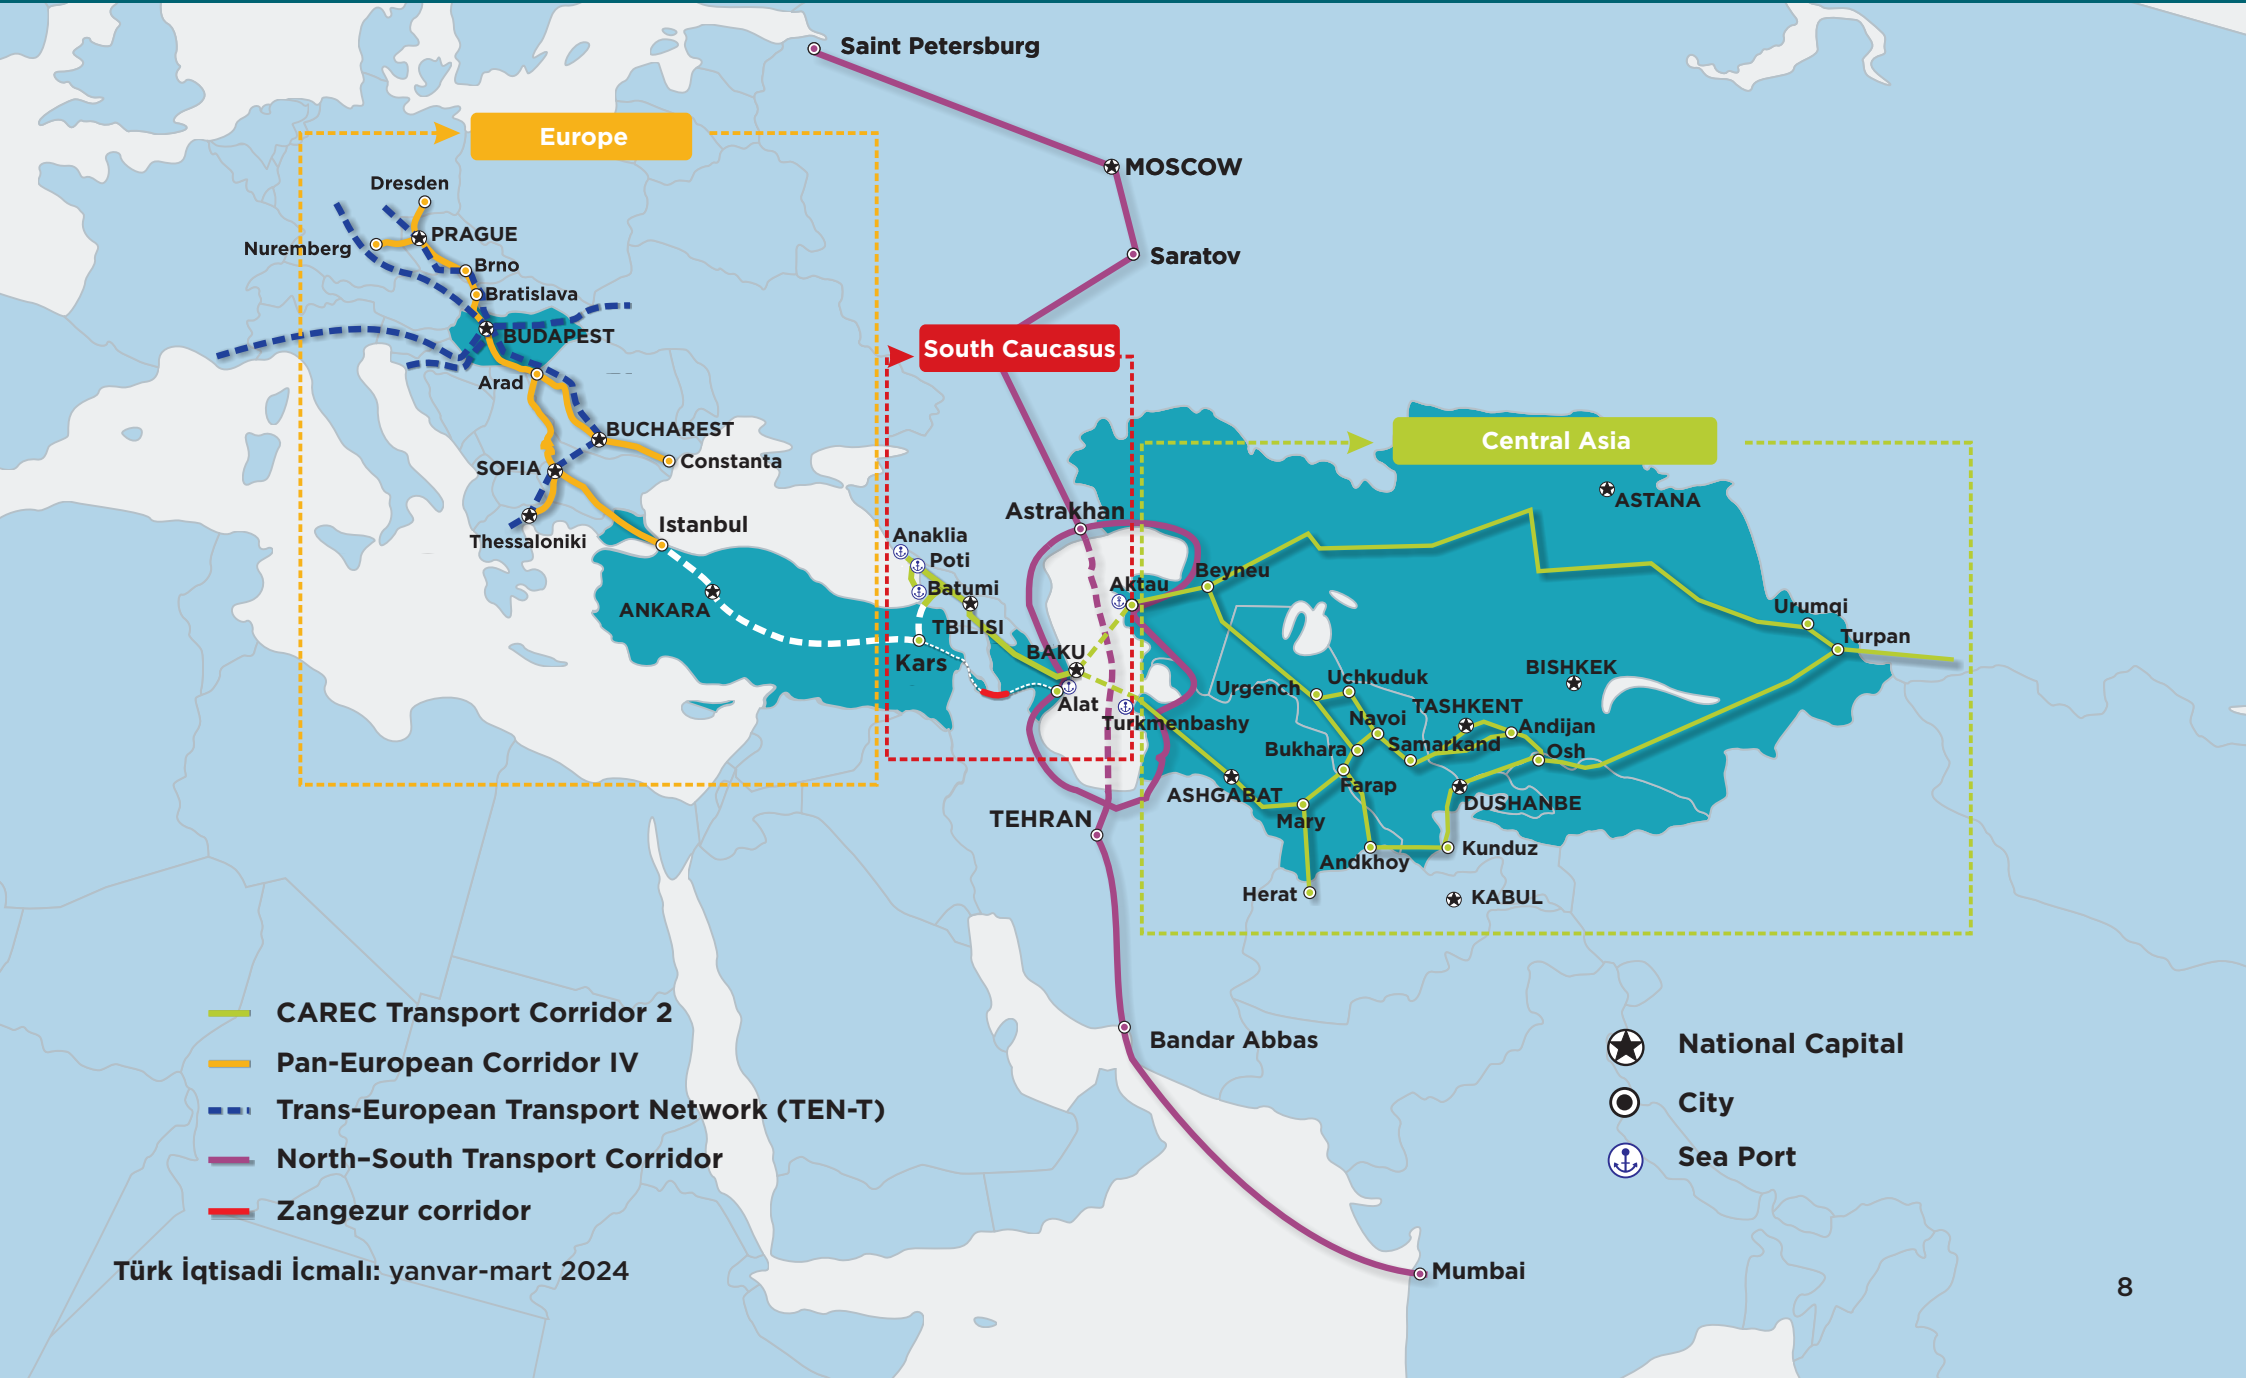 Saint Petersburg
Europe
MOSCOW
Dresden
PRAGUE
Nuremberg
Brno
Saratov
Bratislava
BUDAPEST
South Caucasus
Arad
BUCHAREST
Central Asia
Constanta
SOFIA
ASTANA
Astrakhan
Istanbul
Anaklia
Thessaloniki
Poti
Beyneu
Aktau
Batumi
ANKARA
Urumqi
TBILISI
Turpan
BAKU
Kars
BISHKEK
Uchkuduk
Urgench
Alat
TASHKENT
Navoi
Turkmenbashy
Andijan
Samarkand
Bukhara
Osh
Farap
ASHGABAT
DUSHANBE
TEHRAN
Mary
Kunduz
Andkhoy
Herat
KABUL
CAREC Transport Corridor 2
Bandar Abbas
National Capital
Pan-European Corridor IV
City
Trans-European Transport Network (TEN-T)
Sea Port
North–South Transport Corridor
Zangezur corridor
Mumbai
Türk İqtisadi İcmalı: yanvar-mart 2024
8